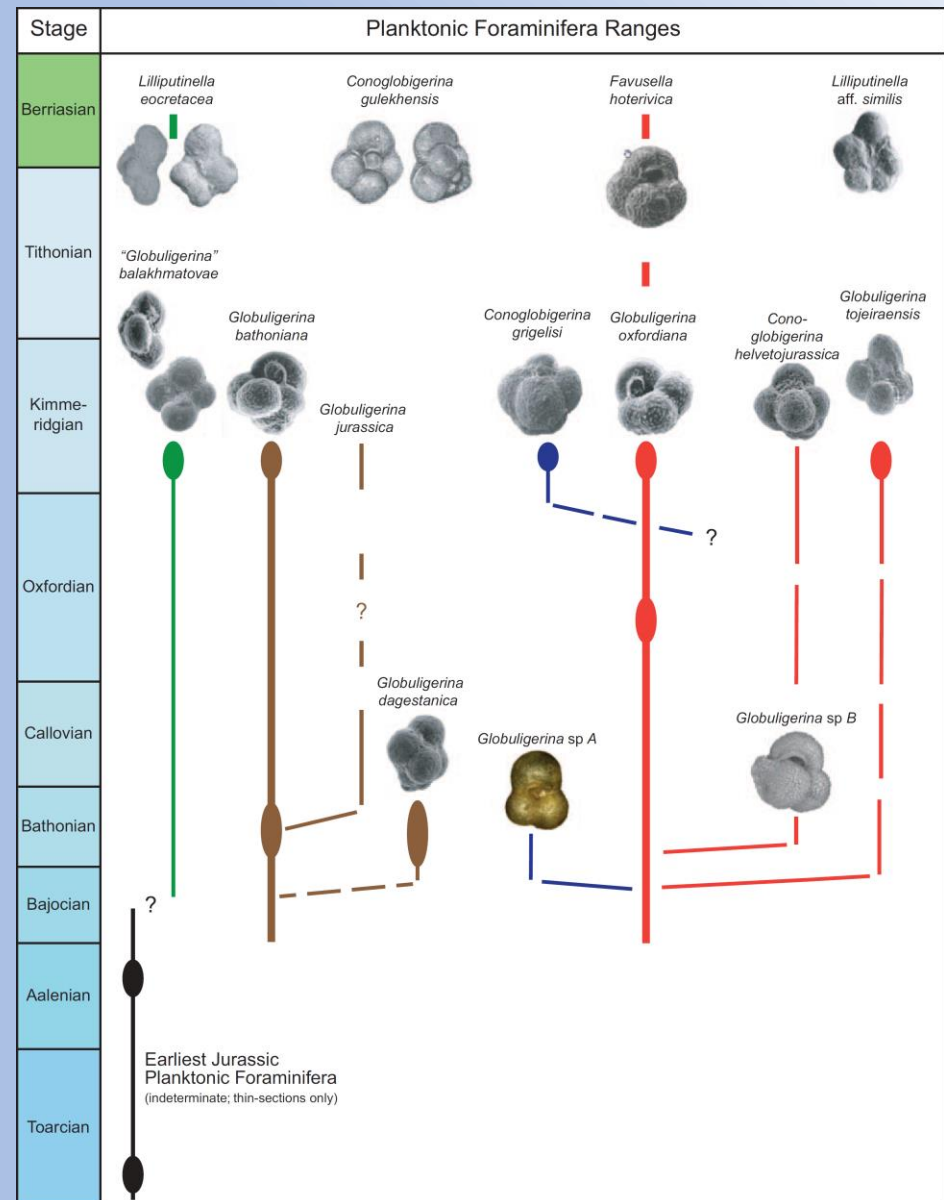 Stage
Planktonic Foraminifera Ranges
Berriasian
Lilliputinella
eocretacea
Conoglobigerina
gulekhensis
Favusella
hoterivica
Lilliputinella
aff. similis
Tithonian
"Globuligerina"
balakhmatovae
Globuligerina
bathoniana
Conoglobigerina
grigelisi
Globuligerina
oxfordiana
Cono-
globigerina
helvetojurassica
Globuligerina
tojeiraensis
Kimme-
ridgian
Globuligerina
jurassica
?
Oxfordian
?
Globuligerina
dagestanica
Callovian
Globuligerina sp A
Globuligerina sp B
Bathonian
Bajocian
?
Aalenian
Earliest Jurassic
Planktonic Foraminifera
(indeterminate; thin-sections only)
Toarcian